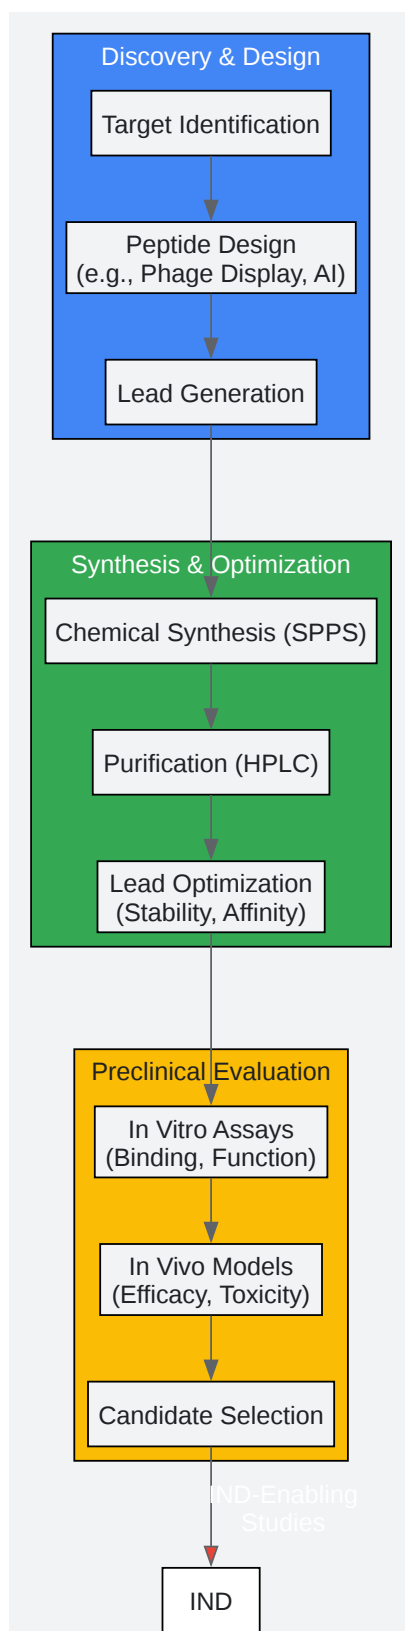 Discovery & Design
Target Identification
Peptide Design
(e.g., Phage Display, AI)
Lead Generation
Synthesis & Optimization
Chemical Synthesis (SPPS)
Purification (HPLC)
Lead Optimization
(Stability, Affinity)
Preclinical Evaluation
In Vitro Assays
(Binding, Function)
In Vivo Models
(Efficacy, Toxicity)
Candidate Selection
IND-Enabling
Studies
IND